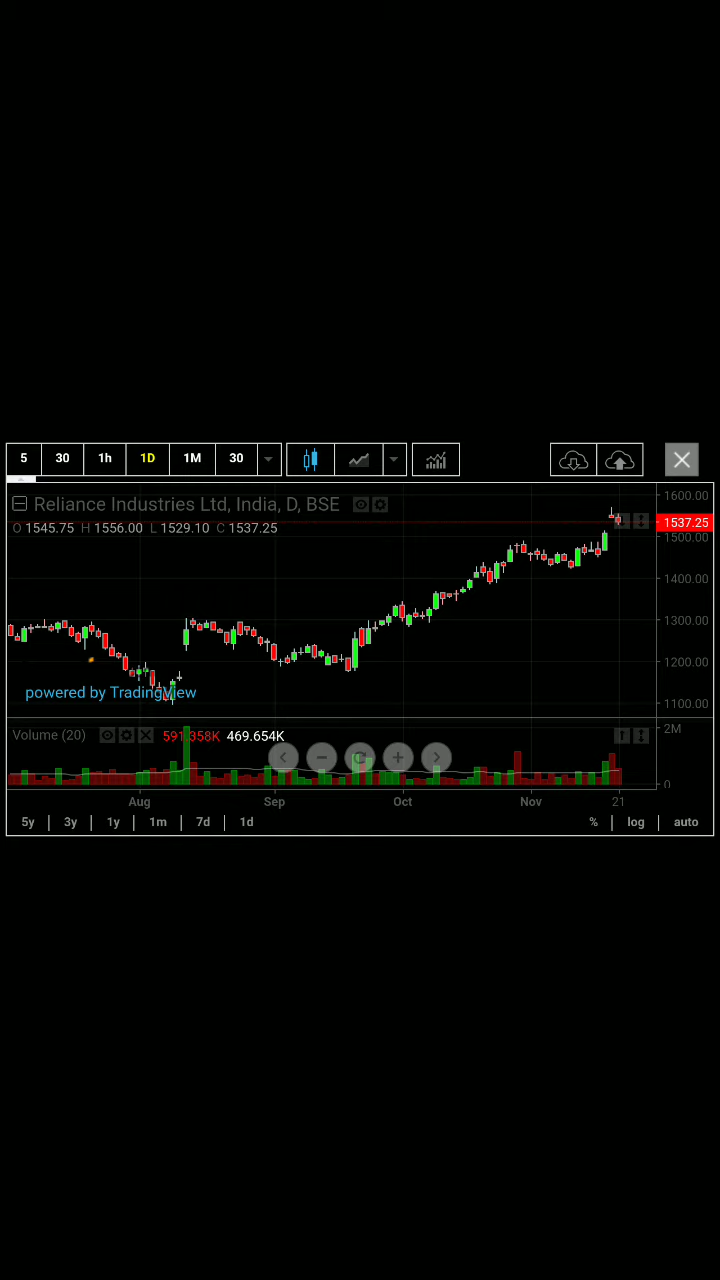 5 30 1h 1D 1M 30
Reliance Industries Ltd, India, D, BSE
O 1545.75 H 1556.00 L 1529.10 C 1537.25
1600.00
1537.25
1500.00
1400.00
1300.00
1200.00
1100.00
powered by TradingView
Volume (20) 591.358K 469.654K
2M
0
Aug Sep Oct Nov 21
5y | 3y | 1y | 1m | 7d | 1d % | log | auto